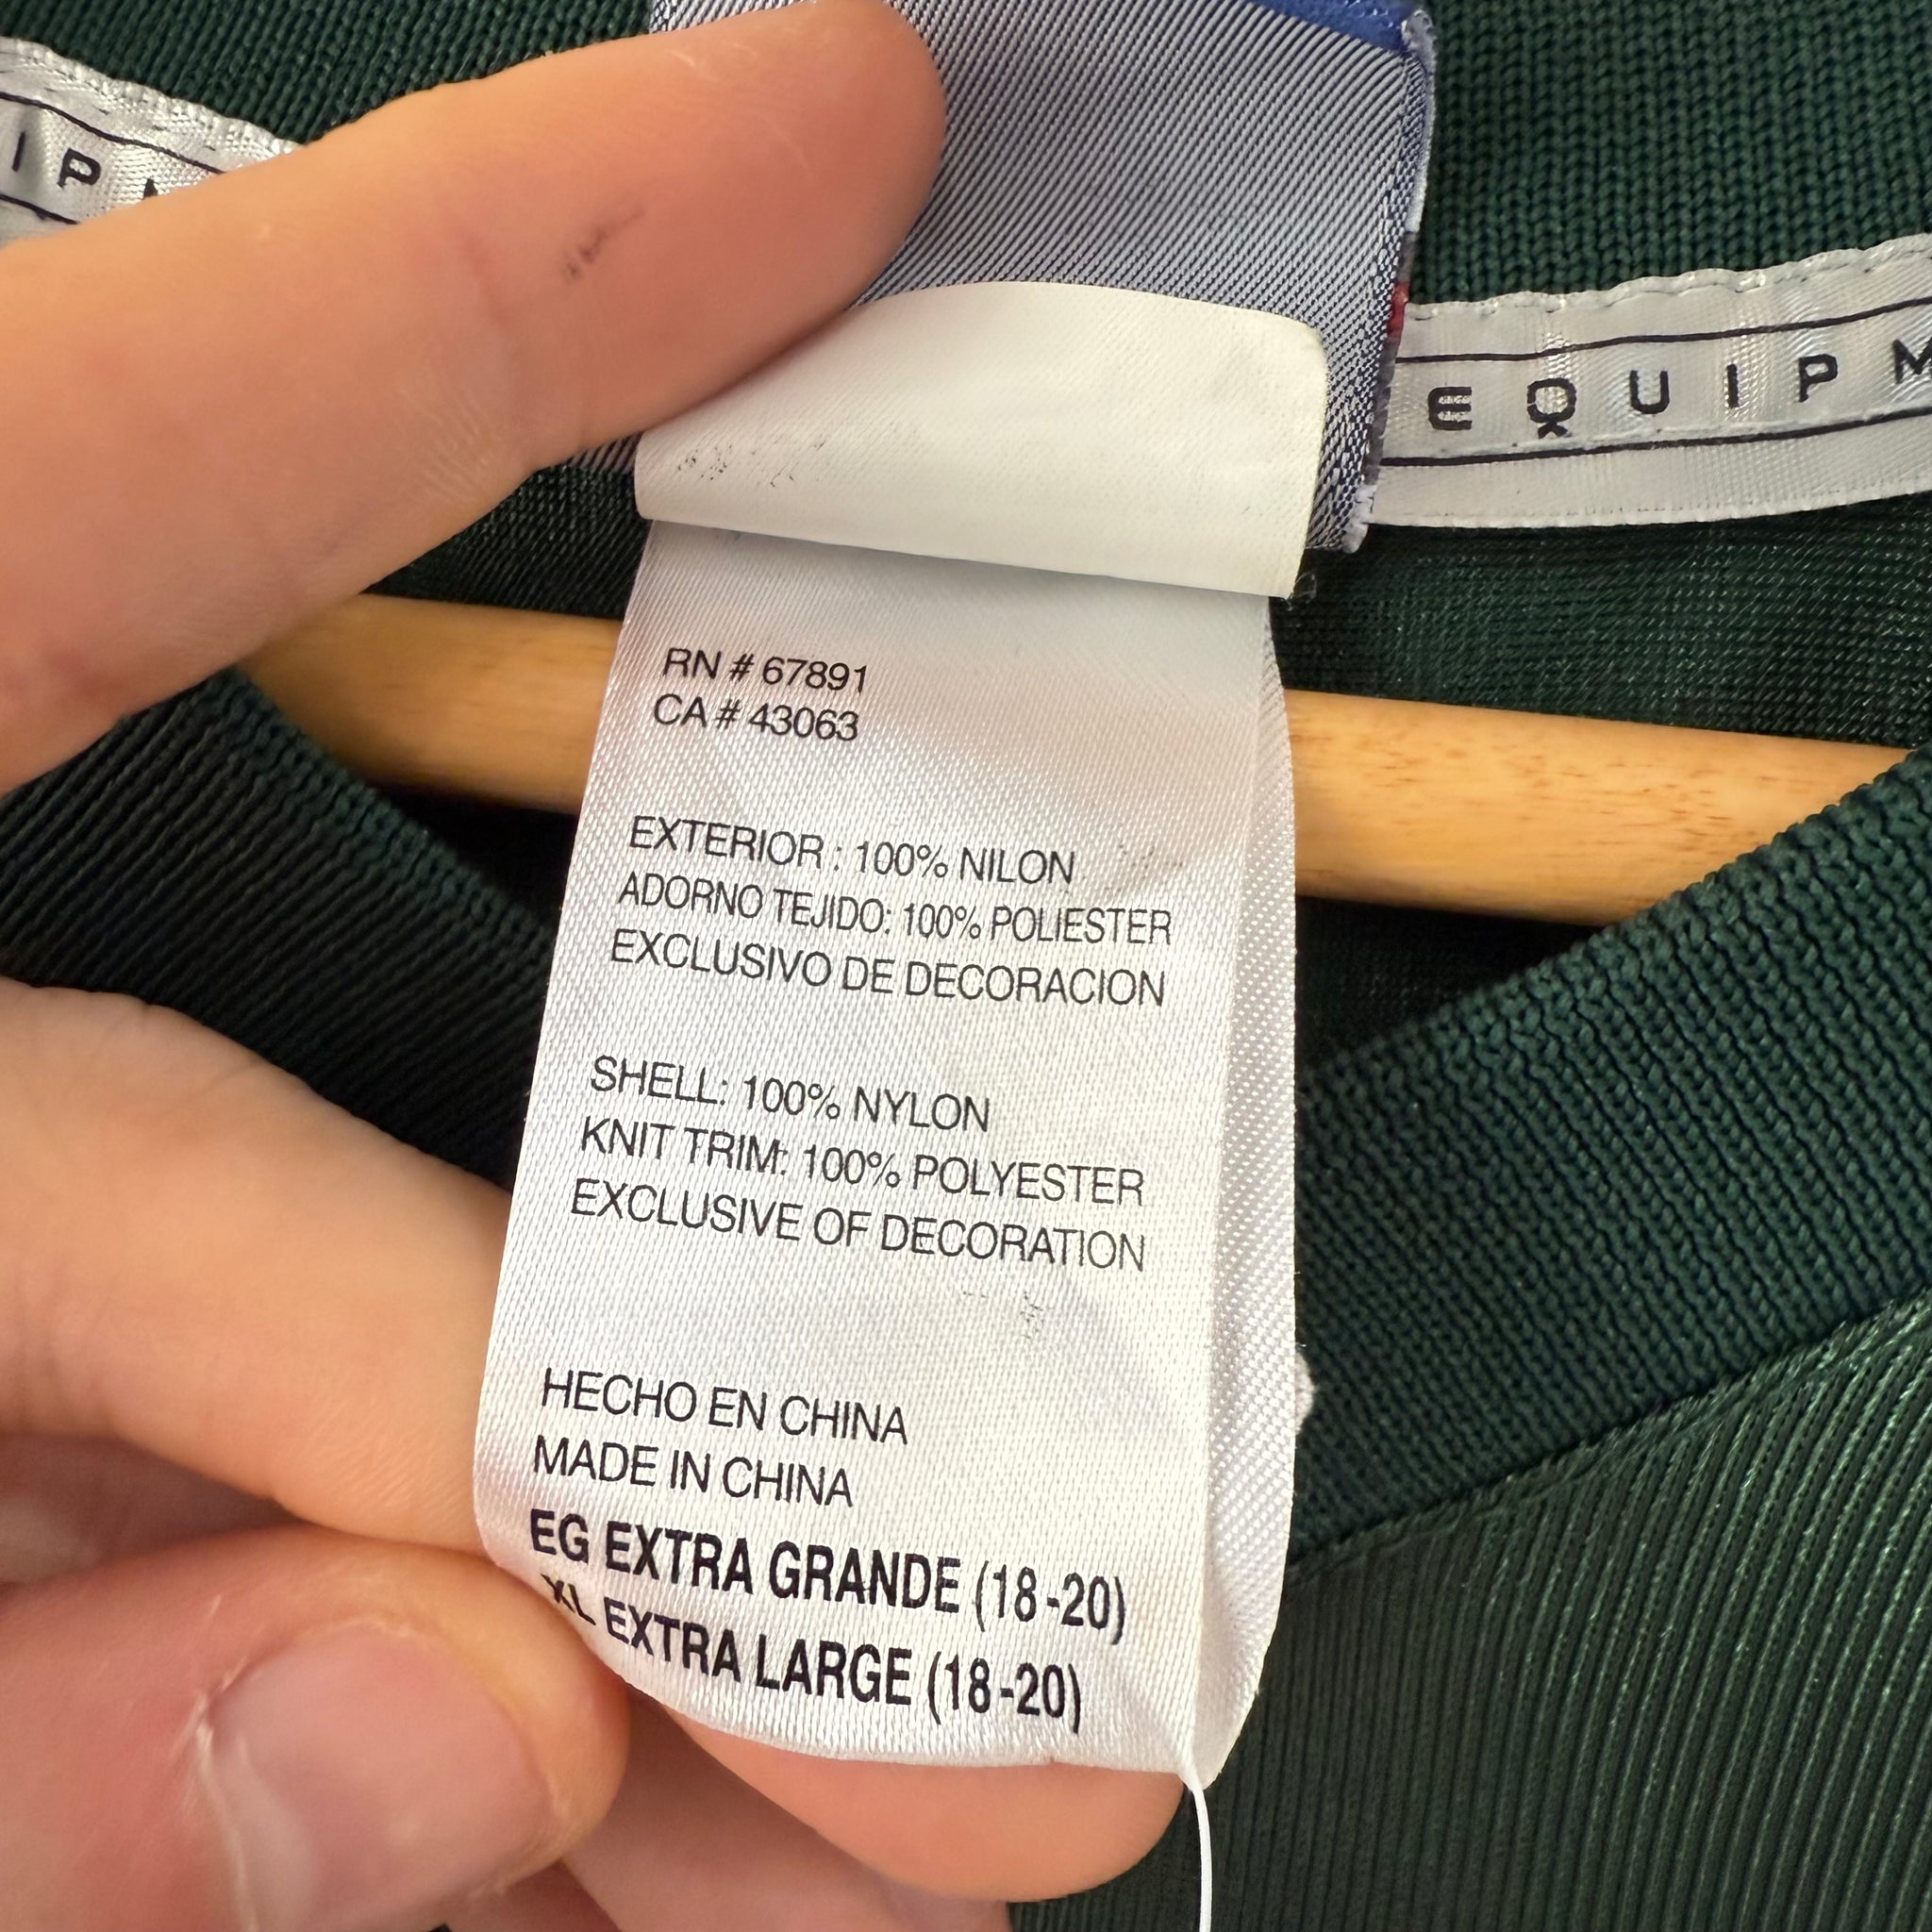 IP
EQUIPM
RN # 67891
CA # 43063
EXTERIOR : 100% NILON
ADORNO TEJIDO: 100% POLIESTER
EXCLUSIVO DE DECORACION
SHELL: 100% NYLON
KNIT TRIM: 100% POLYESTER
EXCLUSIVE OF DECORATION
HECHO EN CHINA
MADE IN CHINA
EG EXTRA GRANDE (18-20)
XL EXTRA LARGE (18-20)